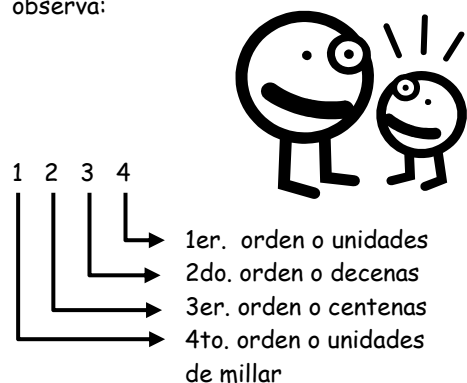 observa:
1 2 3 4
1er. orden o unidades
2do. orden o decenas
3er. orden o centenas
4to. orden o unidades
de millar